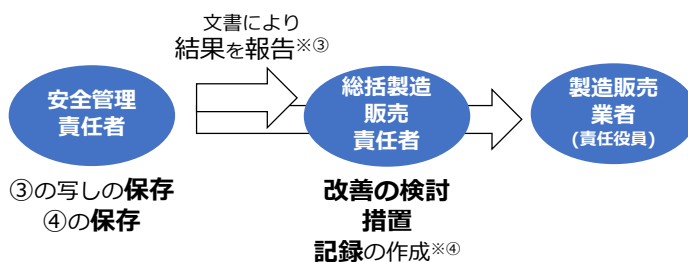 文書により
結果を報告※③
安全管理
責任者
総括製造
販売
責任者
製造販売
業者
(責任役員)
③の写しの保存
④の保存
改善の検討
措置
記録の作成※④